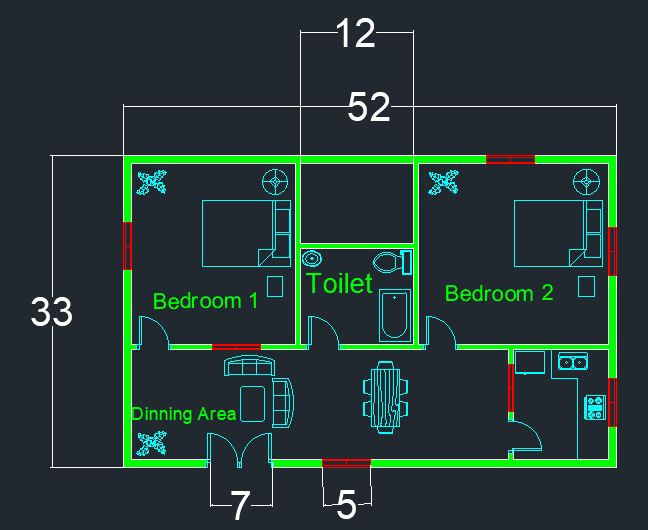 12
52
33
Toilet
Bedroom 1
Bedroom 2
Dinning Area
7
5